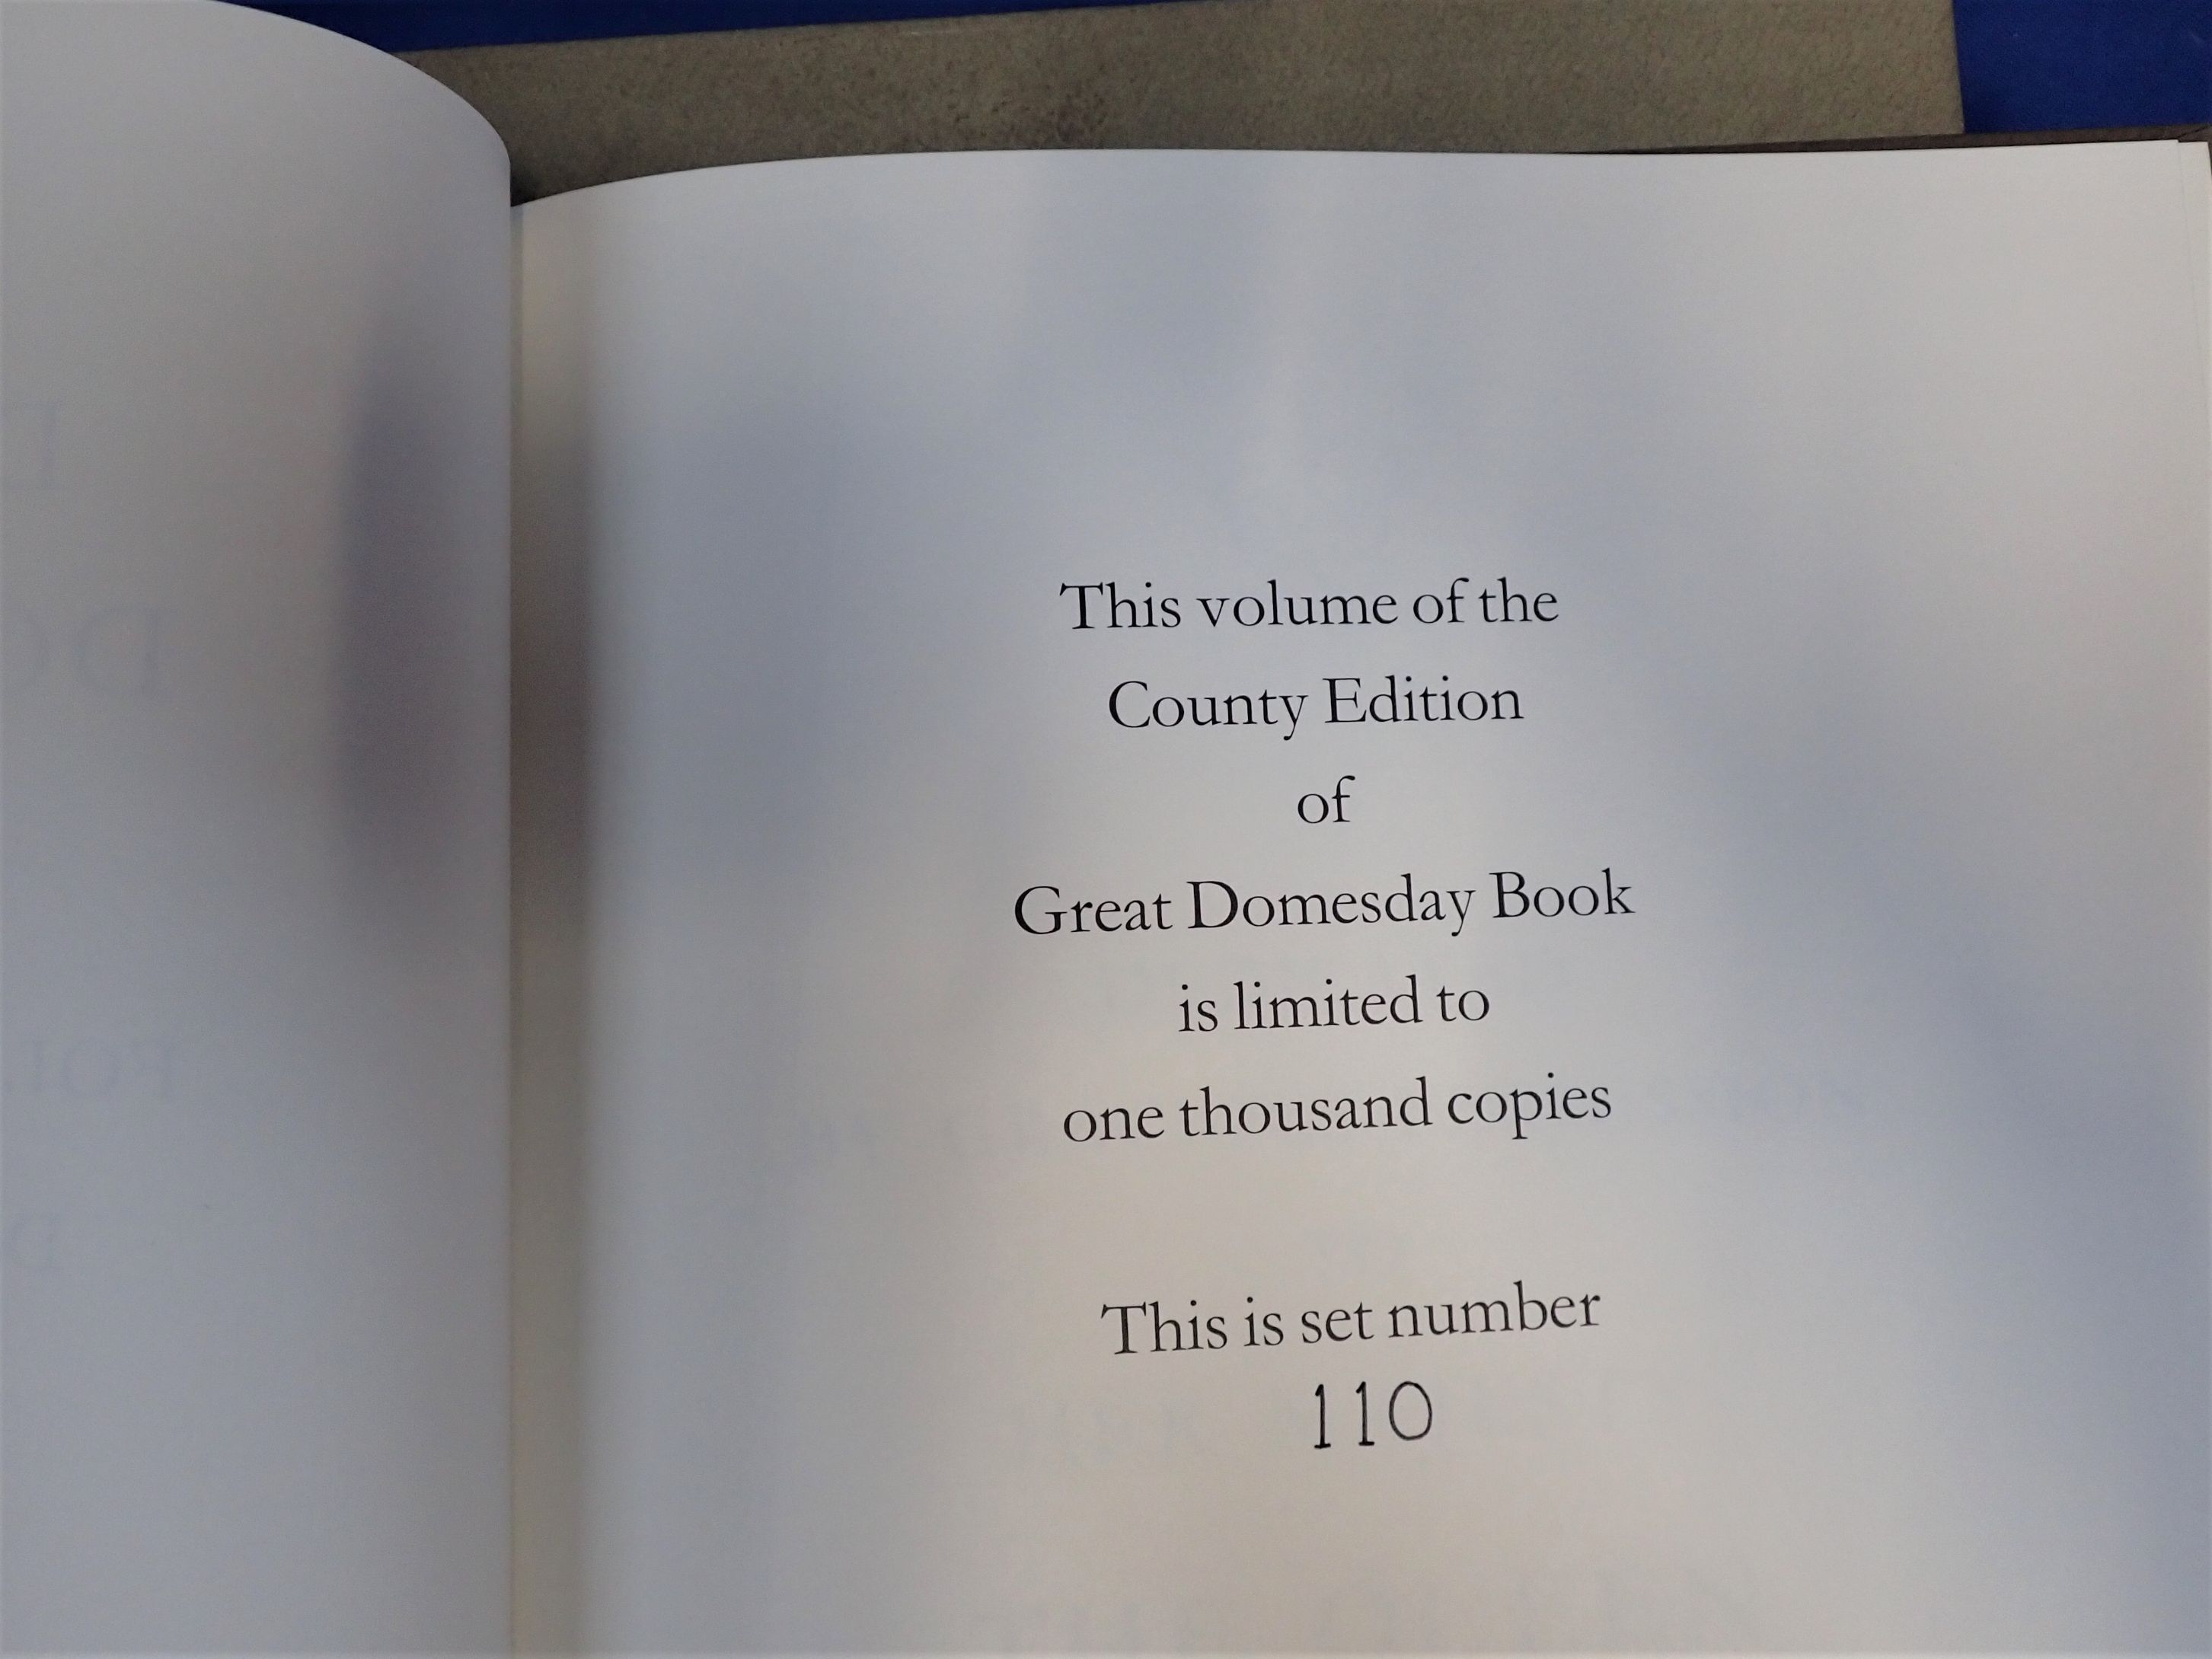 This volume of the
County Edition
of
Great Domesday Book
is limited to
one thousand copies
This is set number
110